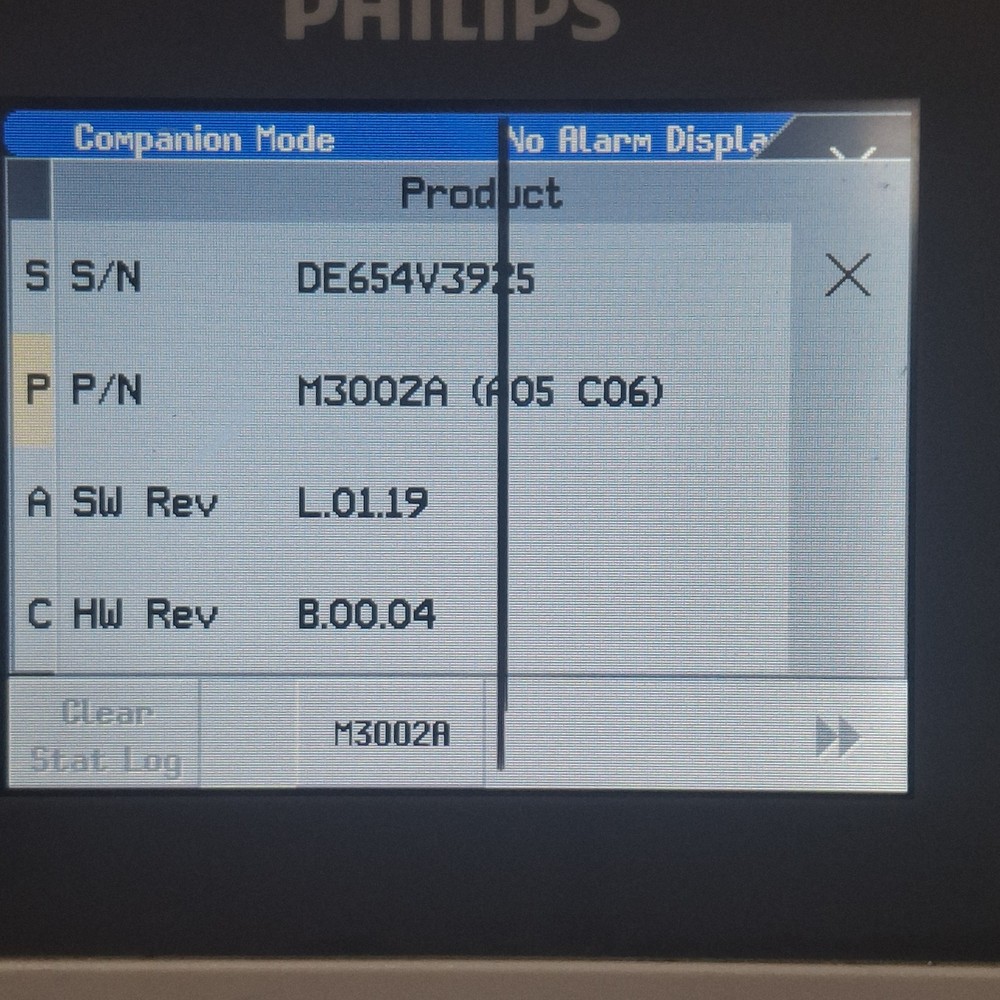 PHILIPS
Companion Mode No Alarm Displa
Product
S S/N DE654V3925
P P/N M3002A (A05 C06)
A SW Rev L.01.19
C HW Rev B.00.04
Clear
Stat Log
M3002A